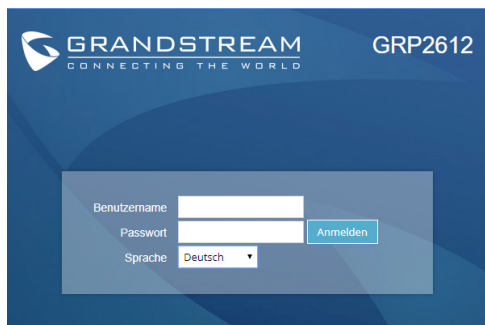 GRANDSTREAM
CONNECTING THE WORLD
GRP2612
Benutzername
Passwort
Anmelden
Sprache
Deutsch